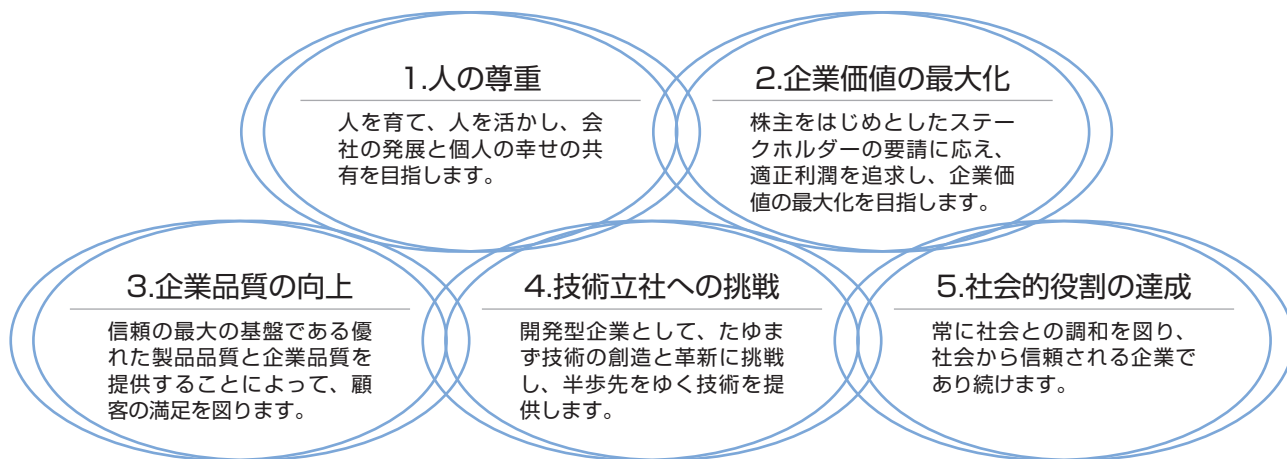 1.人の尊重
人を育て、人を活かし、会
社の発展と個人の幸せの共
有を目指します。
2.企業価値の最大化
株主をはじめとしたステー
クホルダーの要請に応え、
適正利潤を追求し、企業価
値の最大化を目指します。
3.企業品質の向上
信頼の最大の基盤である優
れた製品品質と企業品質を
提供することによって、顧
客の満足を図ります。
4.技術立社への挑戦
開発型企業として、たゆま
ず技術の創造と革新に挑戦
し、半歩先をゆく技術を提
供します。
5.社会的役割の達成
常に社会との調和を図り、
社会から信頼される企業で
あり続けます。